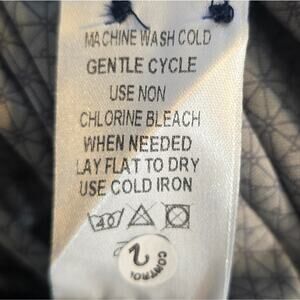 MACHINE WASH COLD
GENTLE CYCLE
USE NON
CHLORINE BLEACH
WHEN NEEDED
LAY FLAT TO DRY
USE COLD IRON
40
2
CONTROL